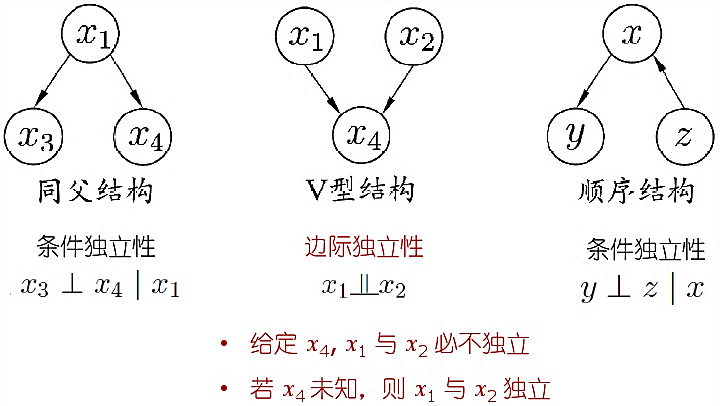 x₁
x₃ x₄
同父结构
条件独立性
x₃ ⊥ x₄ | x₁
x₁ x₂
x₄
V型结构
边际独立性
x₁⫫x₂
x
y z
顺序结构
条件独立性
y ⊥ z | x
• 给定 x₄, x₁ 与 x₂ 必不独立
• 若 x₄ 未知，则 x₁ 与 x₂ 独立